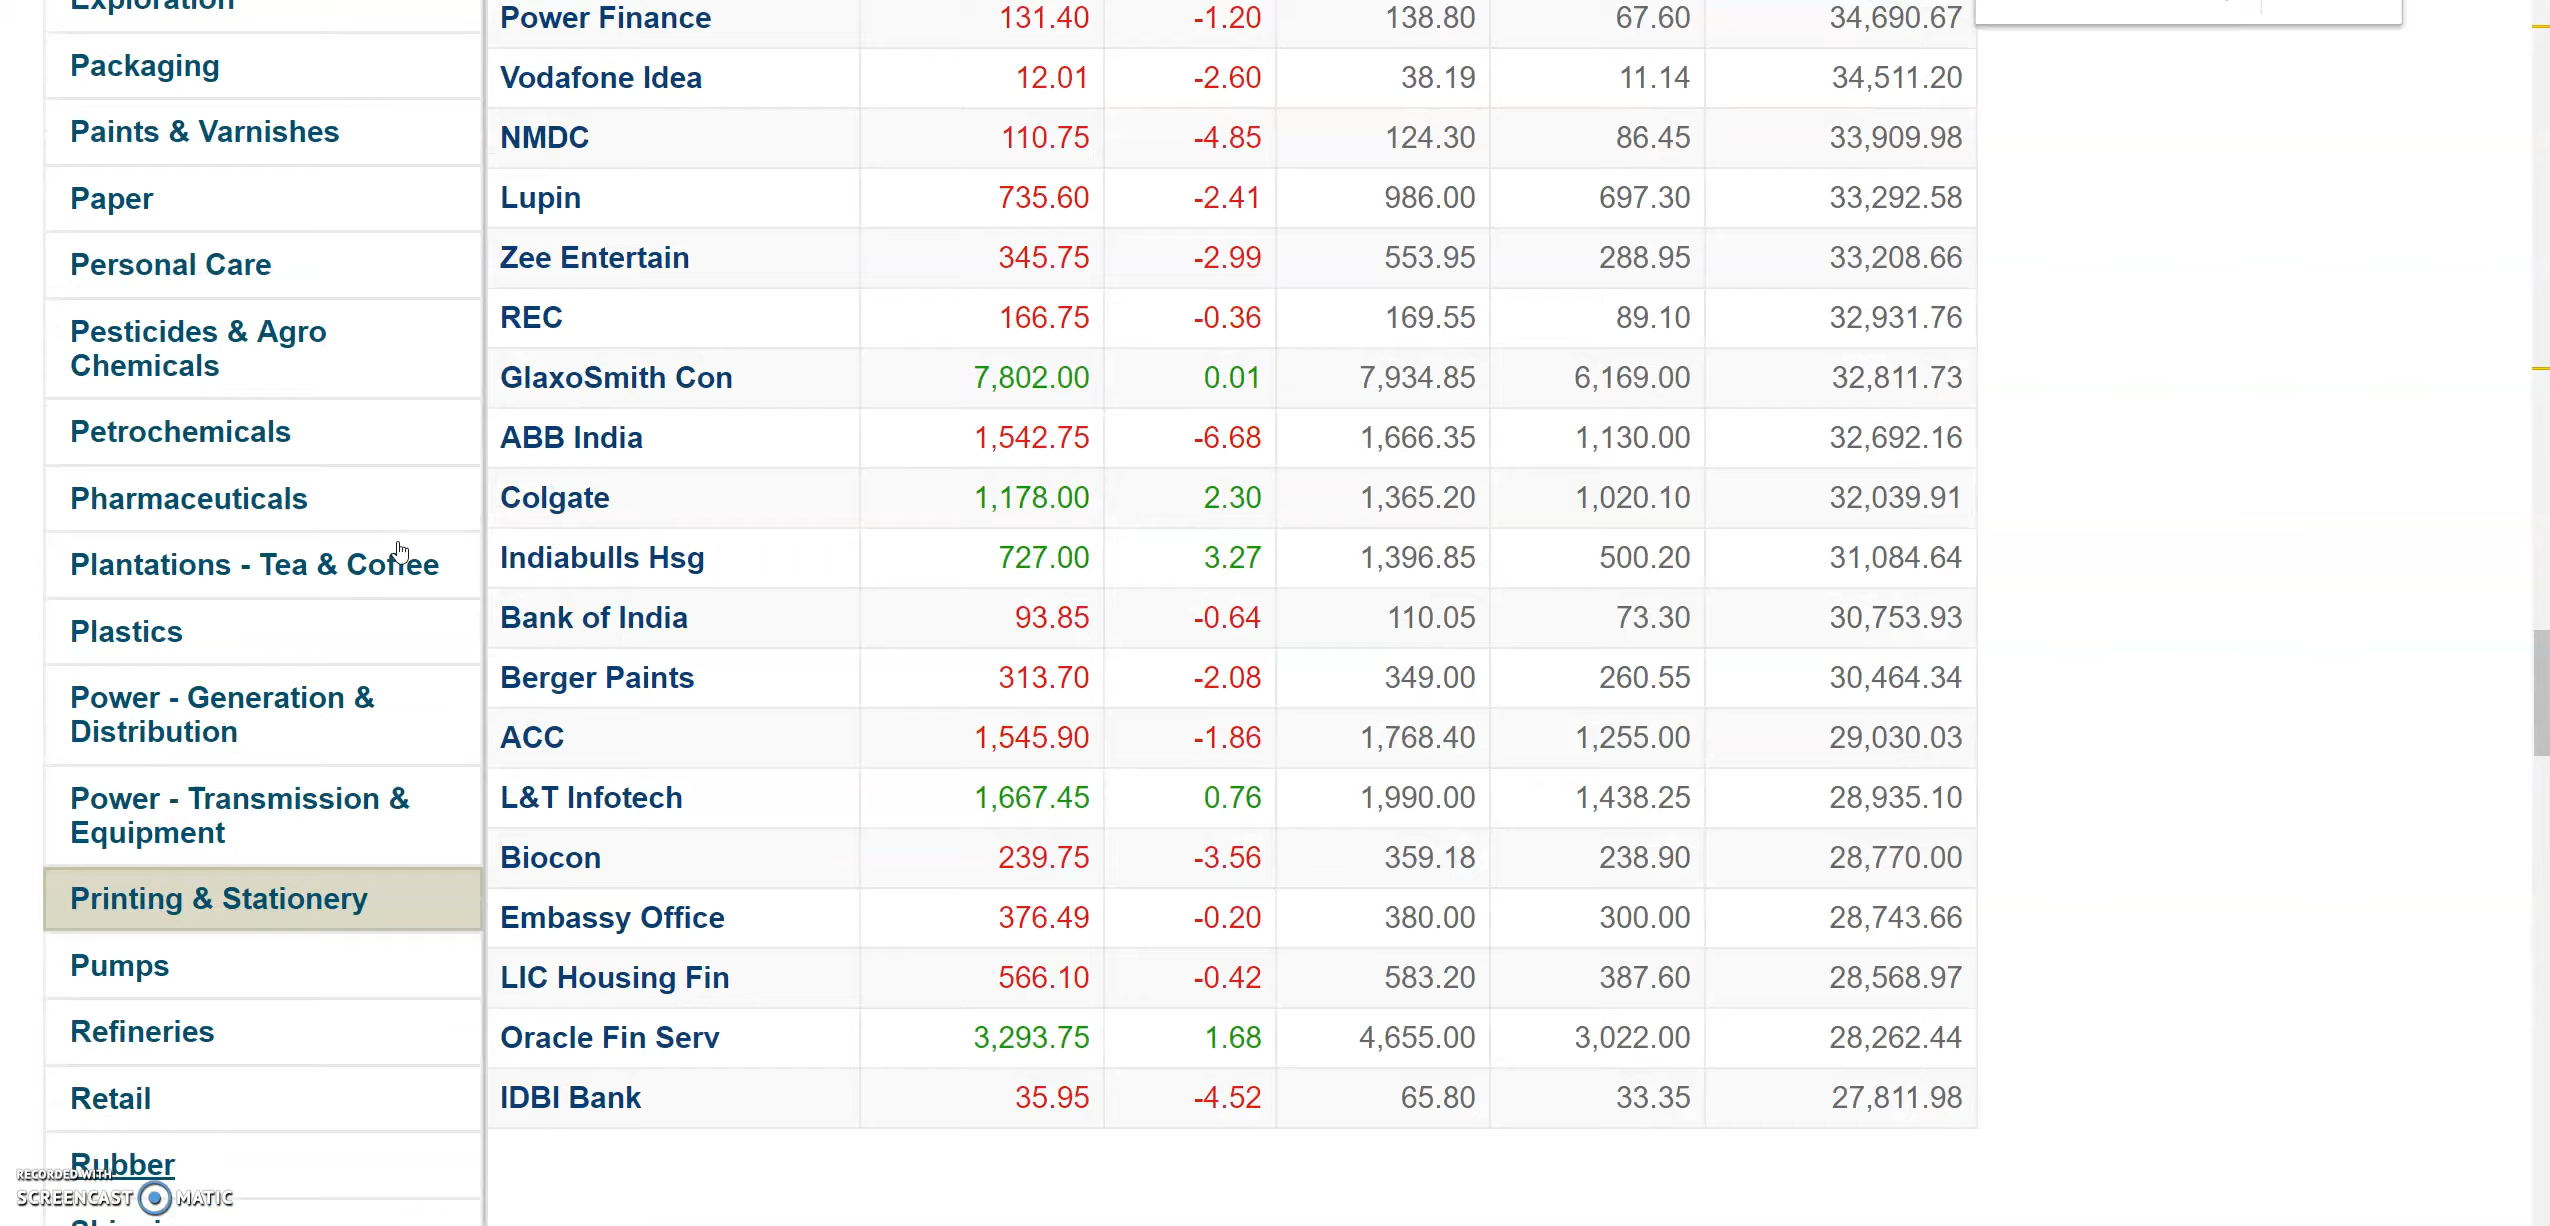 Exploration
Packaging
Paints & Varnishes
Paper
Personal Care
Pesticides & Agro
Chemicals
Petrochemicals
Pharmaceuticals
Plantations - Tea & Coffee
Plastics
Power - Generation &
Distribution
Power - Transmission &
Equipment
Printing & Stationery
Pumps
Refineries
Retail
Rubber
Power Finance 131.40 -1.20 138.80 67.60 34,690.67
Vodafone Idea 12.01 -2.60 38.19 11.14 34,511.20
NMDC 110.75 -4.85 124.30 86.45 33,909.98
Lupin 735.60 -2.41 986.00 697.30 33,292.58
Zee Entertain 345.75 -2.99 553.95 288.95 33,208.66
REC 166.75 -0.36 169.55 89.10 32,931.76
GlaxoSmith Con 7,802.00 0.01 7,934.85 6,169.00 32,811.73
ABB India 1,542.75 -6.68 1,666.35 1,130.00 32,692.16
Colgate 1,178.00 2.30 1,365.20 1,020.10 32,039.91
Indiabulls Hsg 727.00 3.27 1,396.85 500.20 31,084.64
Bank of India 93.85 -0.64 110.05 73.30 30,753.93
Berger Paints 313.70 -2.08 349.00 260.55 30,464.34
ACC 1,545.90 -1.86 1,768.40 1,255.00 29,030.03
L&T Infotech 1,667.45 0.76 1,990.00 1,438.25 28,935.10
Biocon 239.75 -3.56 359.18 238.90 28,770.00
Embassy Office 376.49 -0.20 380.00 300.00 28,743.66
LIC Housing Fin 566.10 -0.42 583.20 387.60 28,568.97
Oracle Fin Serv 3,293.75 1.68 4,655.00 3,022.00 28,262.44
IDBI Bank 35.95 -4.52 65.80 33.35 27,811.98
RECORDED WITH
SCREENCAST MATIC